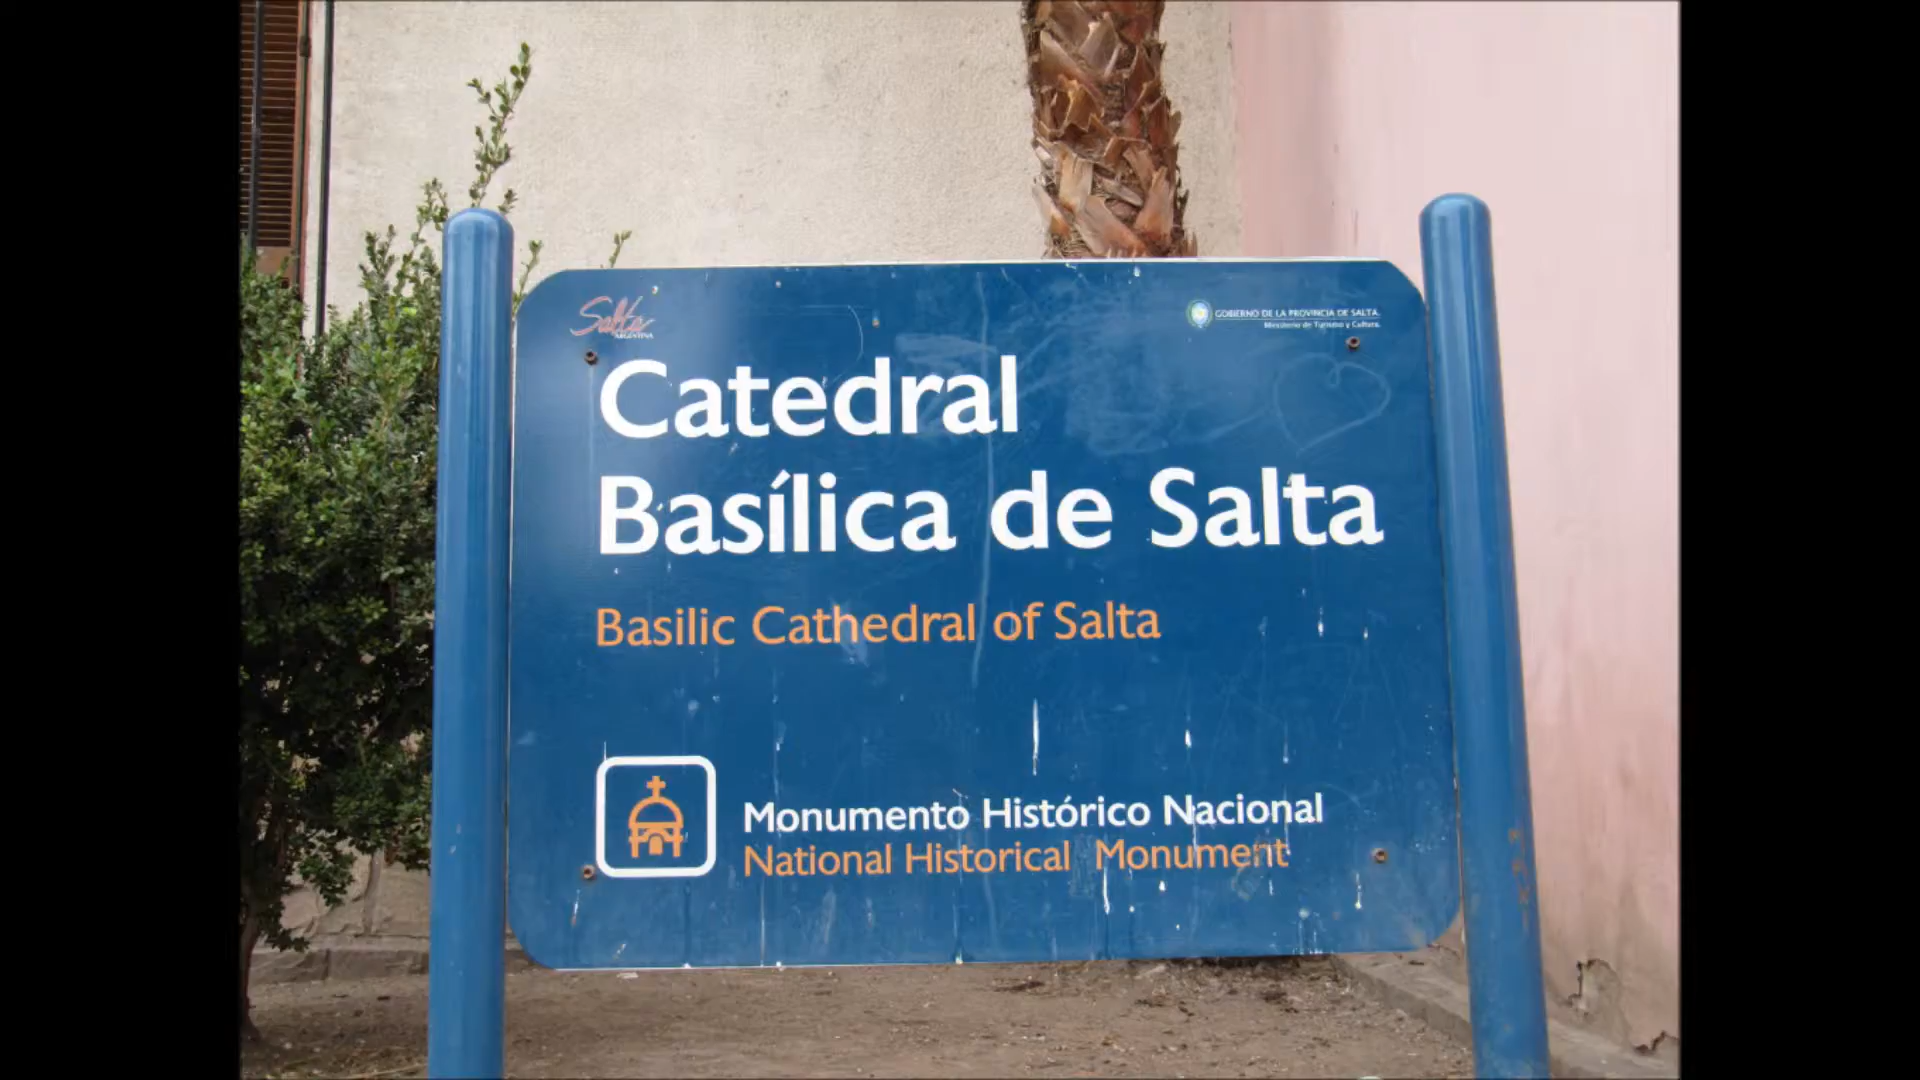 Salta
ARGENTINA
GOBIERNO DE LA PROVINCIA DE SALTA.
Ministerio de Turismo y Cultura.
Catedral
Basílica de Salta
Basilic Cathedral of Salta
Monumento Histórico Nacional
National Historical Monument